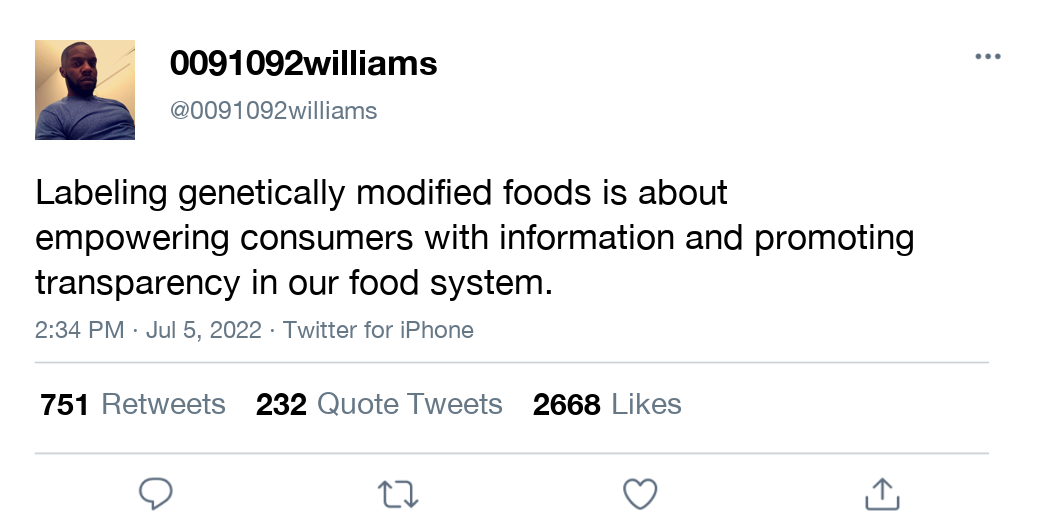 0091092williams
@0091092williams
Labeling genetically modified foods is about
empowering consumers with information and promoting
transparency in our food system.
2:34 PM · Jul 5, 2022 · Twitter for iPhone
751 Retweets 232 Quote Tweets 2668 Likes